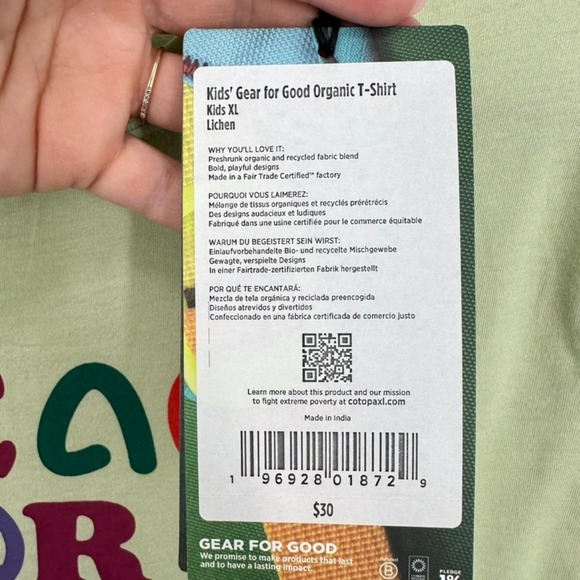 Kids' Gear for Good Organic T-Shirt
Kids XL
Lichen
WHY YOU'LL LOVE IT:
Preshrunk organic and recycled fabric blend
Bold, playful designs
Made in a Fair Trade Certified™ factory
POURQUOI VOUS L'AIMEREZ:
Mélange de tissus organiques et recyclés prérétrécis
Des designs audacieux et ludiques
Fabriqué dans une usine certifiée pour le commerce équitable
WARUM DU BEGEISTERT SEIN WIRST:
Einlaufvorbehandelte Bio- und recycelte Mischgewebe
Gewagte, verspielte Designs
In einer Fairtrade-zertifizierten Fabrik hergestellt
POR QUÉ TE ENCANTARÁ:
Mezcla de tela orgánica y reciclada preencogida
Diseños atrevidos y divertidos
Confeccionado en una fábrica certificada de comercio justo
Learn more about this product and our mission
to fight extreme poverty at cotopaxi.com
Made in India
1 96928 01872 9
$30
GEAR FOR GOOD
We promise to make products that last
and to have a lasting impact.
B
PLEDGE
1%
EAC
OR